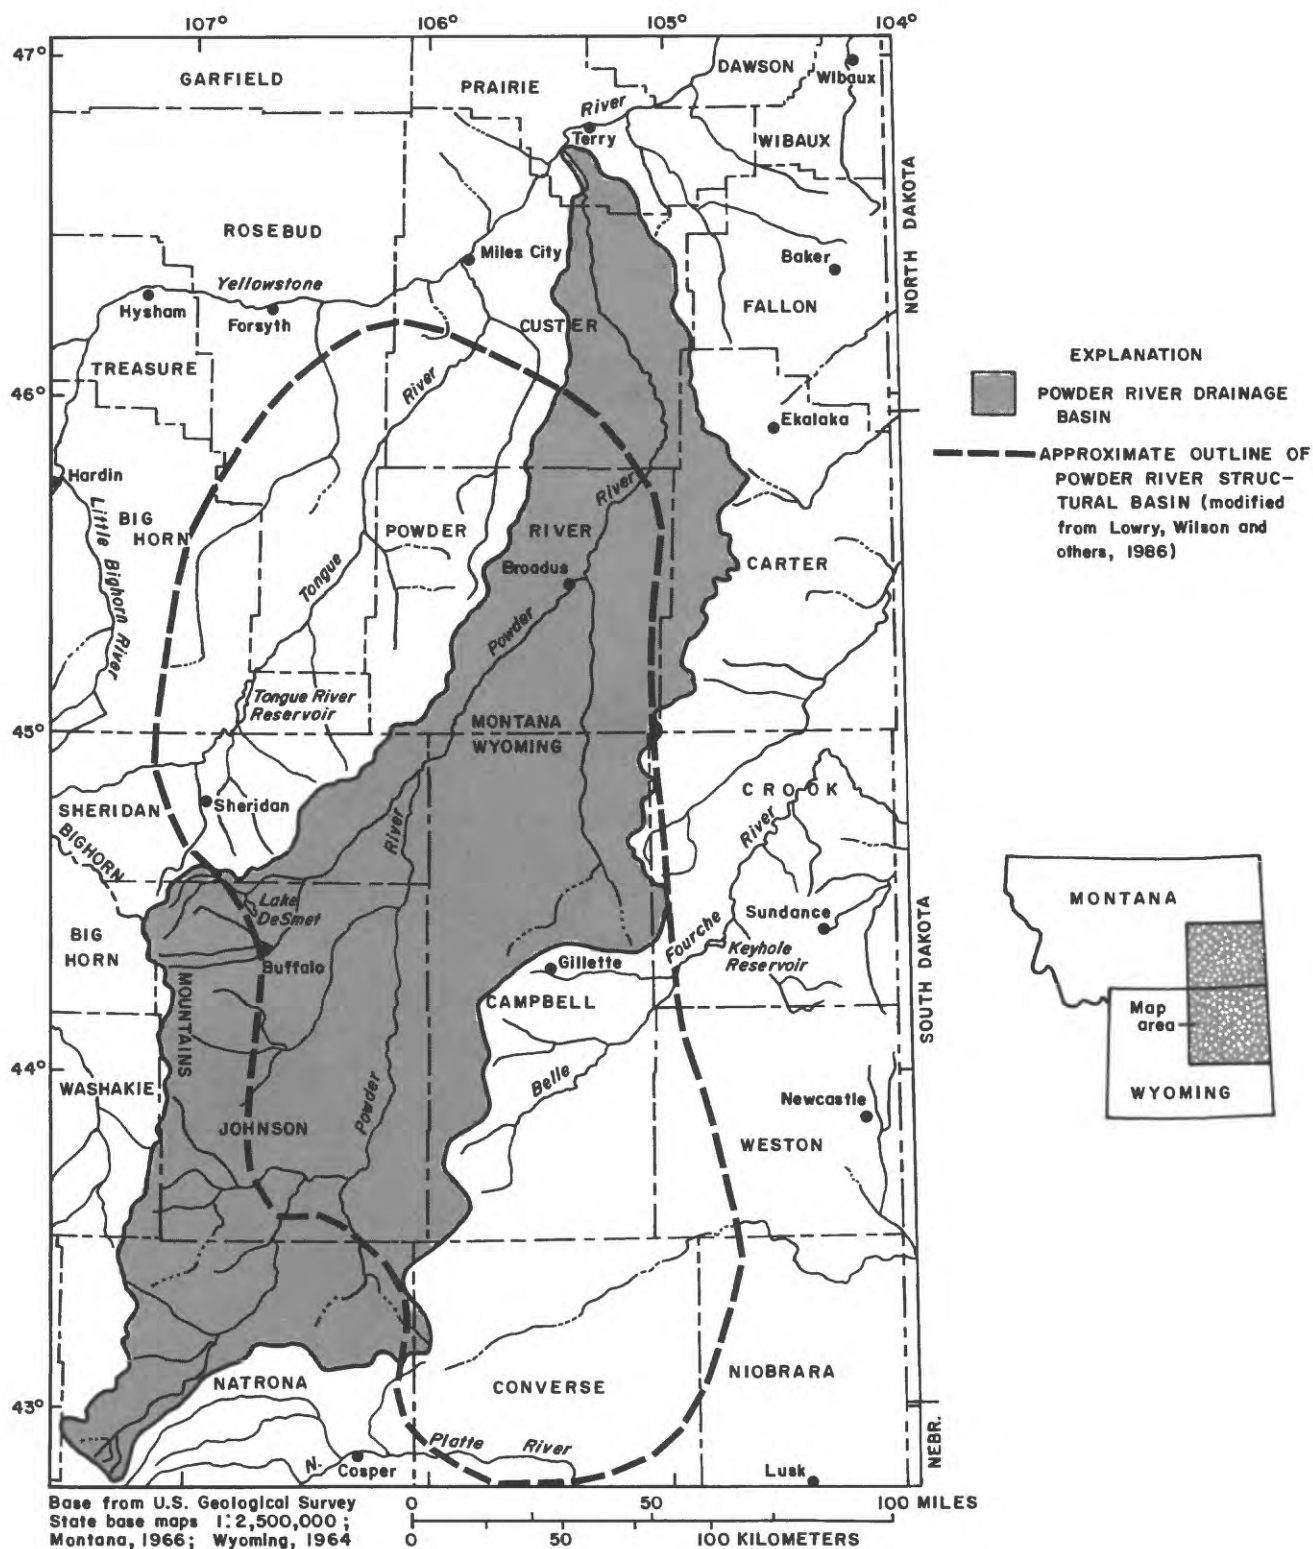 107°
106°
105°
104°
47°
GARFIELD
PRAIRIE
River
DAWSON
Wibaux
Terry
WIBAUX
NORTH DAKOTA
ROSEBUD
Miles City
Baker
Yellowstone
Hysham
Forsyth
FALLON
CUSTER
TREASURE
46°
River
Ekalaka
Hardin
Little Bighorn River
BIG
HORN
POWDER
River
RIVER
Tongue
Broadus
CARTER
Powder
Tongue River
Reservoir
45°
MONTANA
WYOMING
SHERIDAN
Sheridan
BIGHORN
River
CROOK
River
Lake
DeSmet
Sundance
BIG
HORN
Buffalo
Gillette
Fourche
Keyhole
Reservoir
SOUTH DAKOTA
MOUNTAINS
CAMPBELL
44°
WASHAKIE
Belle
Newcastle
Powder
JOHNSON
WESTON
NATRONA
CONVERSE
NIOBRARA
43°
N.
Platte
River
Cosper
Lusk
NEBR.
EXPLANATION
POWDER RIVER DRAINAGE
BASIN
APPROXIMATE OUTLINE OF
POWDER RIVER STRUC-
TURAL BASIN (modified
from Lowry, Wilson and
others, 1986)
MONTANA
Map
area
WYOMING
Base from U.S. Geological Survey
State base maps 1:2,500,000;
Montana, 1966; Wyoming, 1964
0 50 100 MILES
0 50 100 KILOMETERS